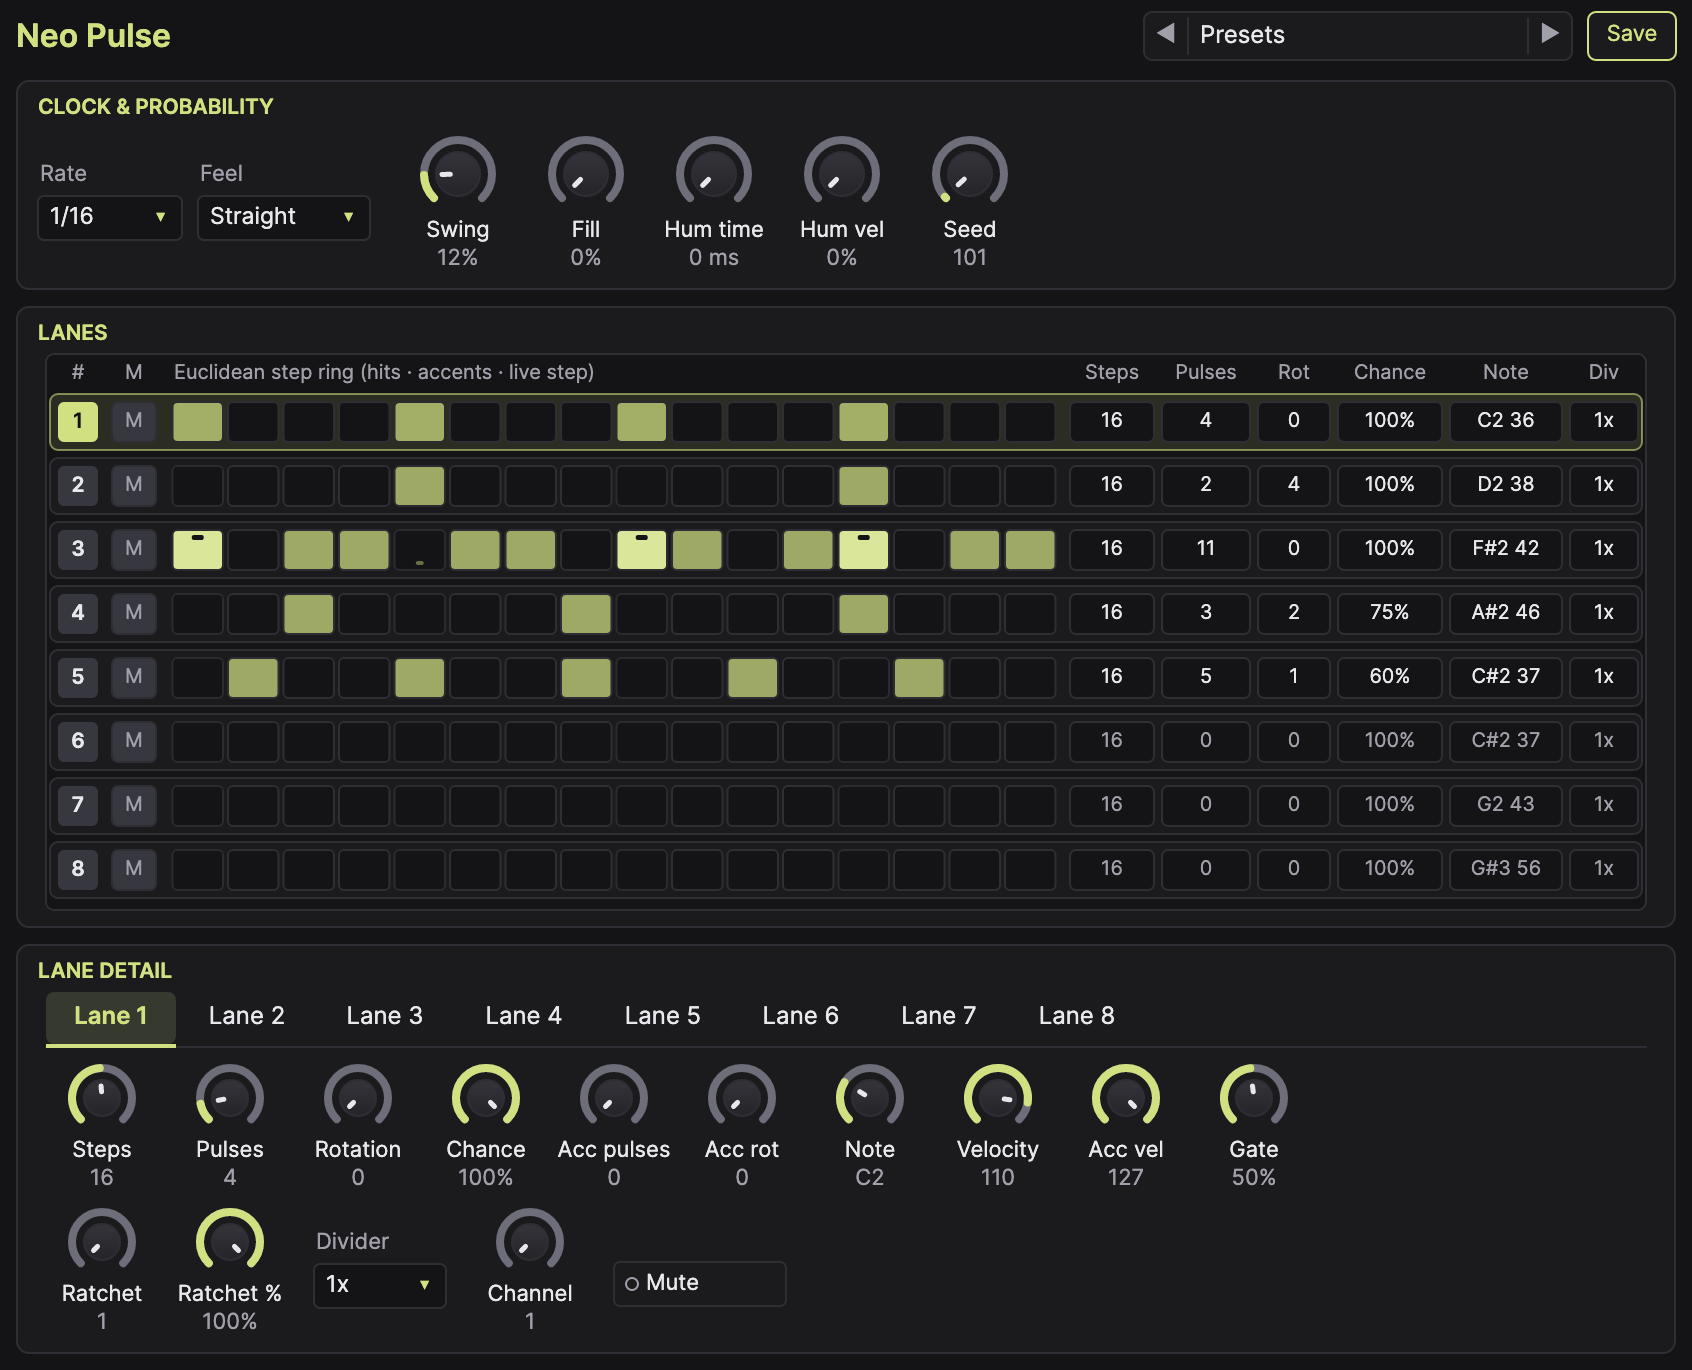 Neo Pulse
Presets
Save
CLOCK & PROBABILITY
Rate
Feel
1/16
Straight
Swing
Fill
Hum time
Hum vel
Seed
12%
0%
0 ms
0%
101
LANES
# M Euclidean step ring (hits · accents · live step) Steps Pulses Rot Chance Note Div
1 M 16 4 0 100% C2 36 1x
2 M 16 2 4 100% D2 38 1x
3 M 16 11 0 100% F#2 42 1x
4 M 16 3 2 75% A#2 46 1x
5 M 16 5 1 60% C#2 37 1x
6 M 16 0 0 100% C#2 37 1x
7 M 16 0 0 100% G2 43 1x
8 M 16 0 0 100% G#3 56 1x
LANE DETAIL
Lane 1 Lane 2 Lane 3 Lane 4 Lane 5 Lane 6 Lane 7 Lane 8
Steps Pulses Rotation Chance Acc pulses Acc rot Note Velocity Acc vel Gate
16 4 0 100% 0 0 C2 110 127 50%
Divider
1x
Mute
Ratchet Ratchet % Channel
1 100% 1